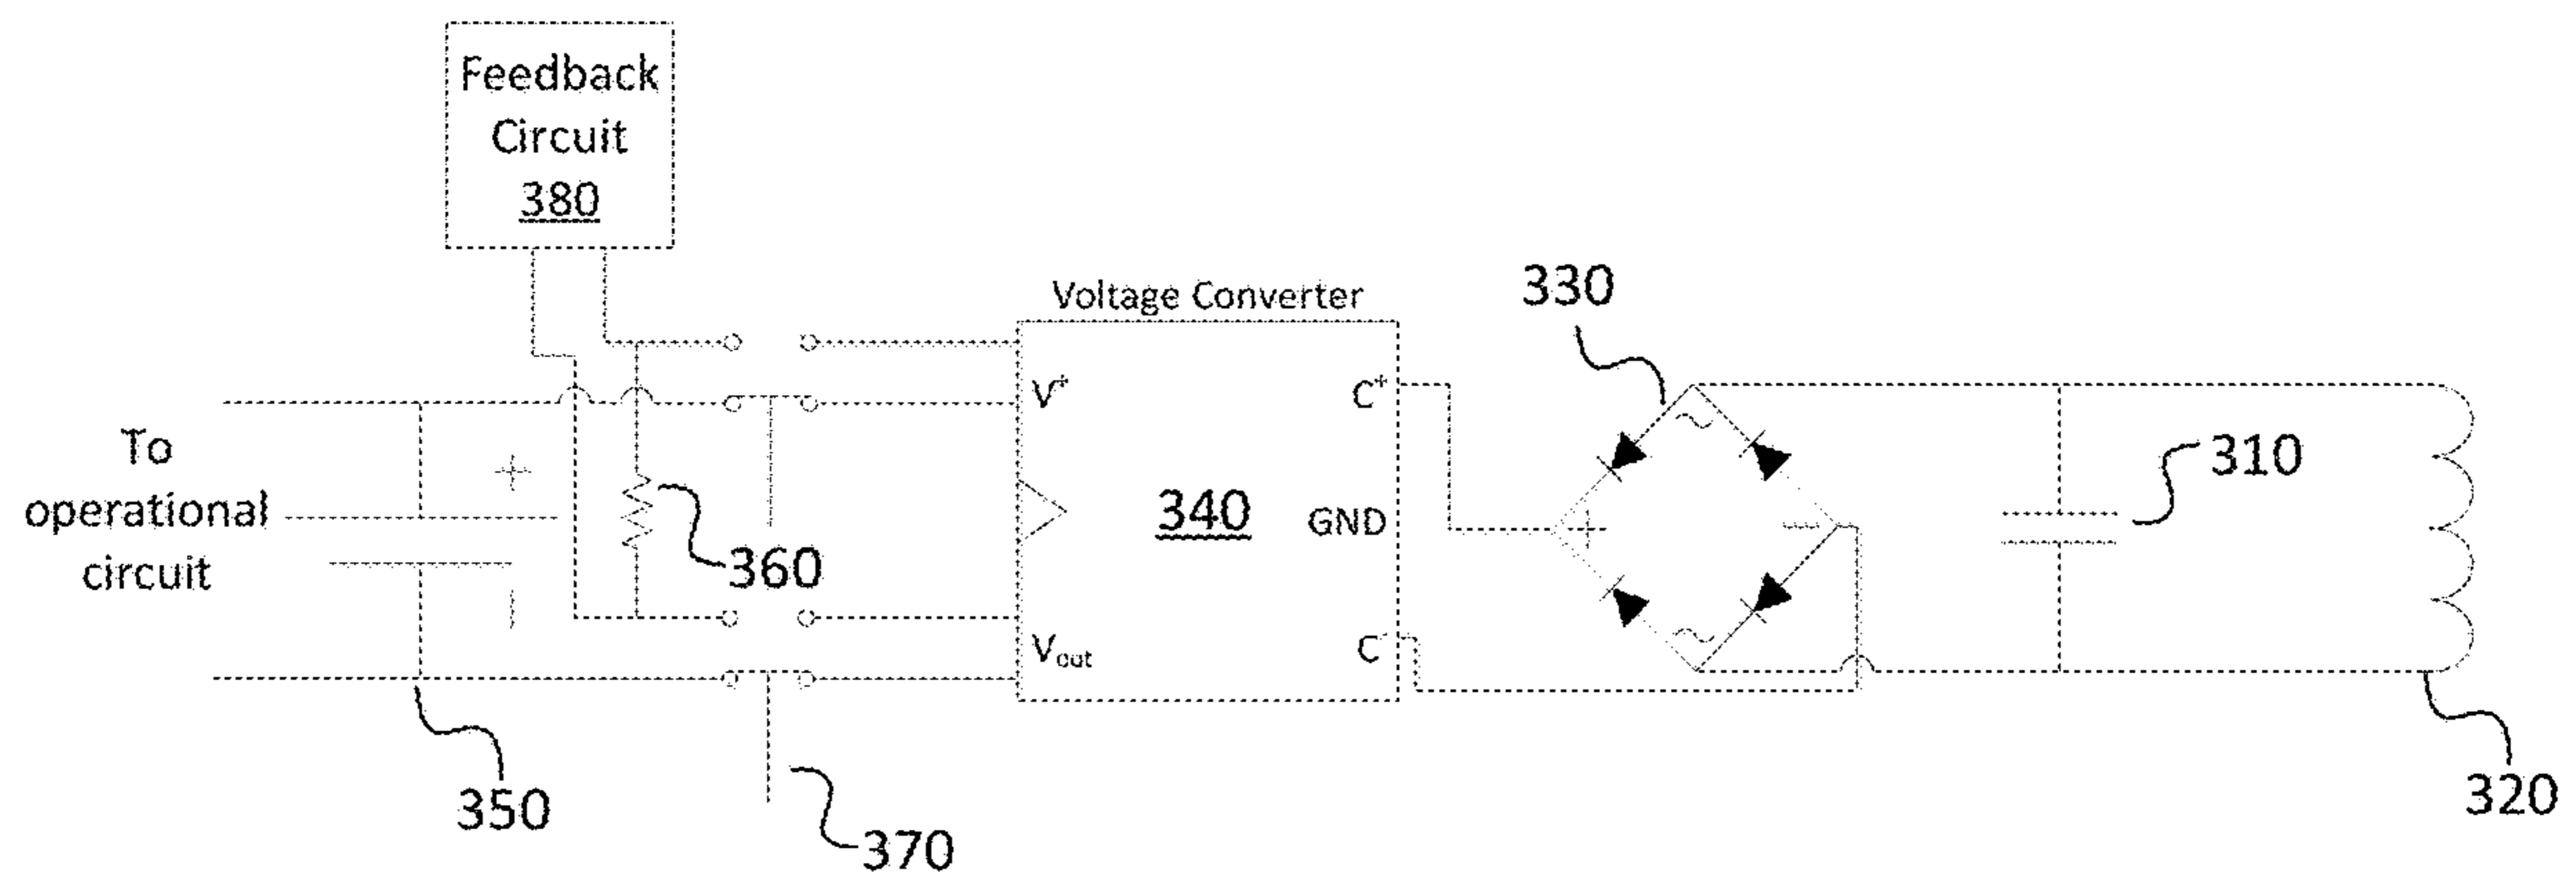 Feedback
Circuit
380
Voltage Converter
330
V+
C+
To
operational
circuit
+
340
GND
+
310
360
Vout
C-
350
370
320